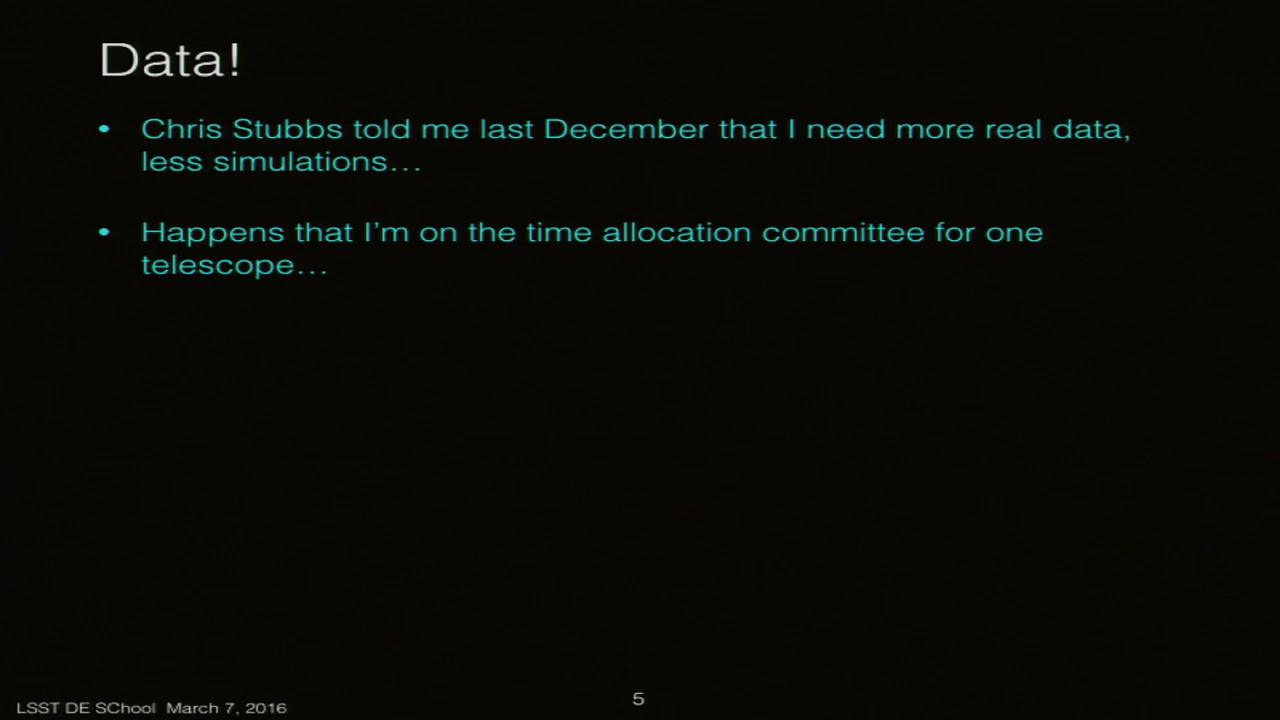 Data!
• Chris Stubbs told me last December that I need more real data,
less simulations…
• Happens that I’m on the time allocation committee for one
telescope…
LSST DE SChool March 7, 2016
5